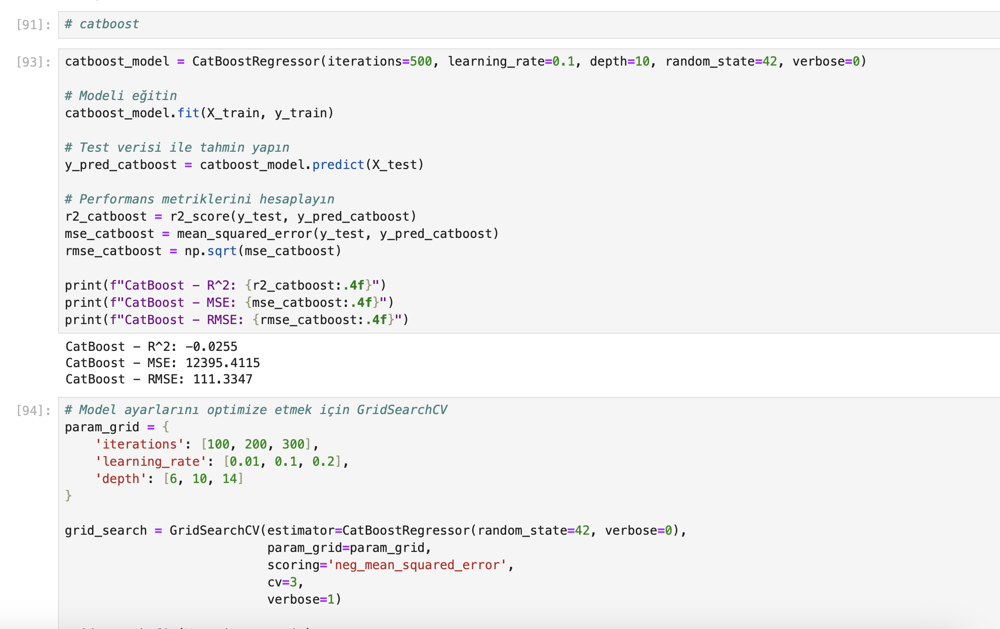 [91]: # catboost
[93]: catboost_model = CatBoostRegressor(iterations=500, learning_rate=0.1, depth=10, random_state=42, verbose=0)
# Modeli eğitin
catboost_model.fit(X_train, y_train)
# Test verisi ile tahmin yapın
y_pred_catboost = catboost_model.predict(X_test)
# Performans metriklerini hesaplayın
r2_catboost = r2_score(y_test, y_pred_catboost)
mse_catboost = mean_squared_error(y_test, y_pred_catboost)
rmse_catboost = np.sqrt(mse_catboost)
print(f"CatBoost – R^2: {r2_catboost:.4f}")
print(f"CatBoost – MSE: {mse_catboost:.4f}")
print(f"CatBoost – RMSE: {rmse_catboost:.4f}")
CatBoost – R^2: –0.0255
CatBoost – MSE: 12395.4115
CatBoost – RMSE: 111.3347
[94]: # Model ayarlarını optimize etmek için GridSearchCV
param_grid = {
    'iterations': [100, 200, 300],
    'learning_rate': [0.01, 0.1, 0.2],
    'depth': [6, 10, 14]
}
grid_search = GridSearchCV(estimator=CatBoostRegressor(random_state=42, verbose=0),
                           param_grid=param_grid,
                           scoring='neg_mean_squared_error',
                           cv=3,
                           verbose=1)